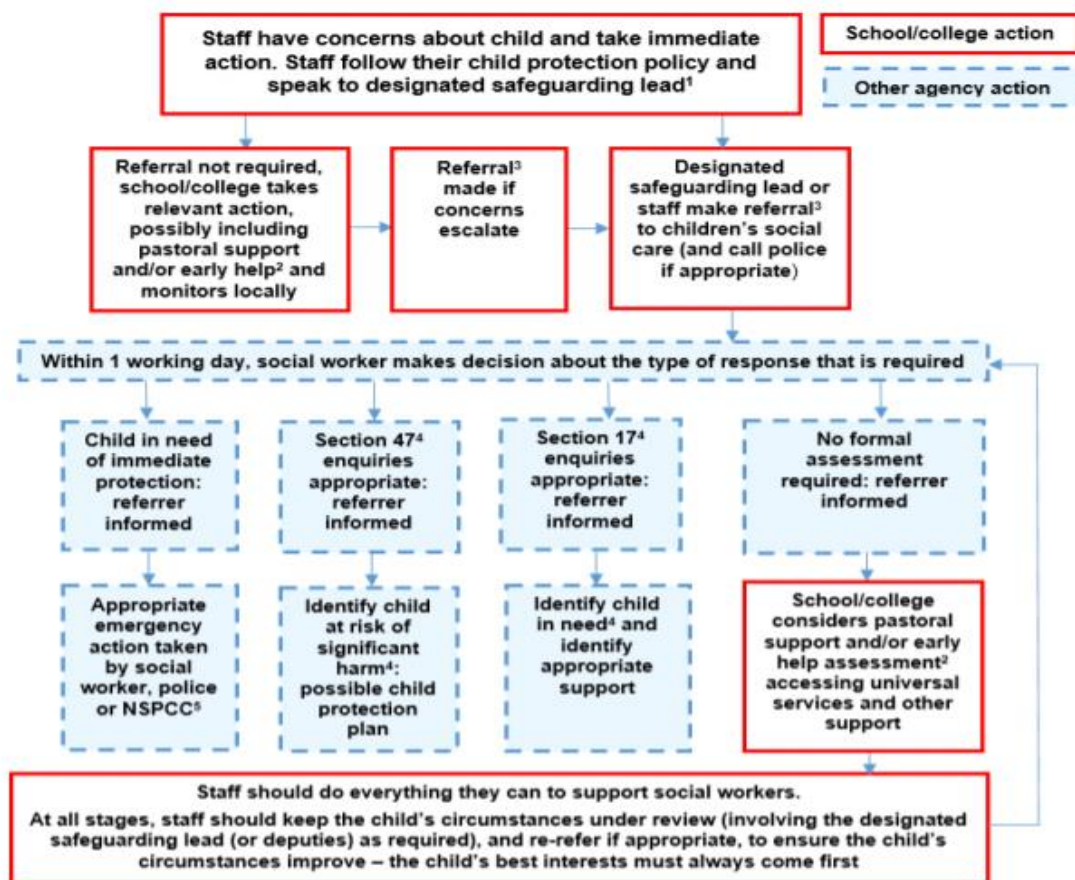 Staff have concerns about child and take immediate
action. Staff follow their child protection policy and
speak to designated safeguarding lead¹
School/college action
Other agency action
Referral not required,
school/college takes
relevant action,
possibly including
pastoral support
and/or early help² and
monitors locally
Referral³
made if
concerns
escalate
Designated
safeguarding lead or
staff make referral³
to children's social
care (and call police
if appropriate)
Within 1 working day, social worker makes decision about the type of response that is required
Child in need
of immediate
protection:
referrer
informed
Section 47⁴
enquiries
appropriate:
referrer
informed
Section 17⁴
enquiries
appropriate:
referrer
informed
No formal
assessment
required: referrer
informed
Appropriate
emergency
action taken
by social
worker, police
or NSPCC⁵
Identify child
at risk of
significant
harm⁴:
possible child
protection
plan
Identify child
in need⁴ and
identify
appropriate
support
School/college
considers pastoral
support and/or early
help assessment²
accessing universal
services and other
support
Staff should do everything they can to support social workers.
At all stages, staff should keep the child's circumstances under review (involving the designated
safeguarding lead (or deputies) as required), and re-refer if appropriate, to ensure the child's
circumstances improve – the child's best interests must always come first